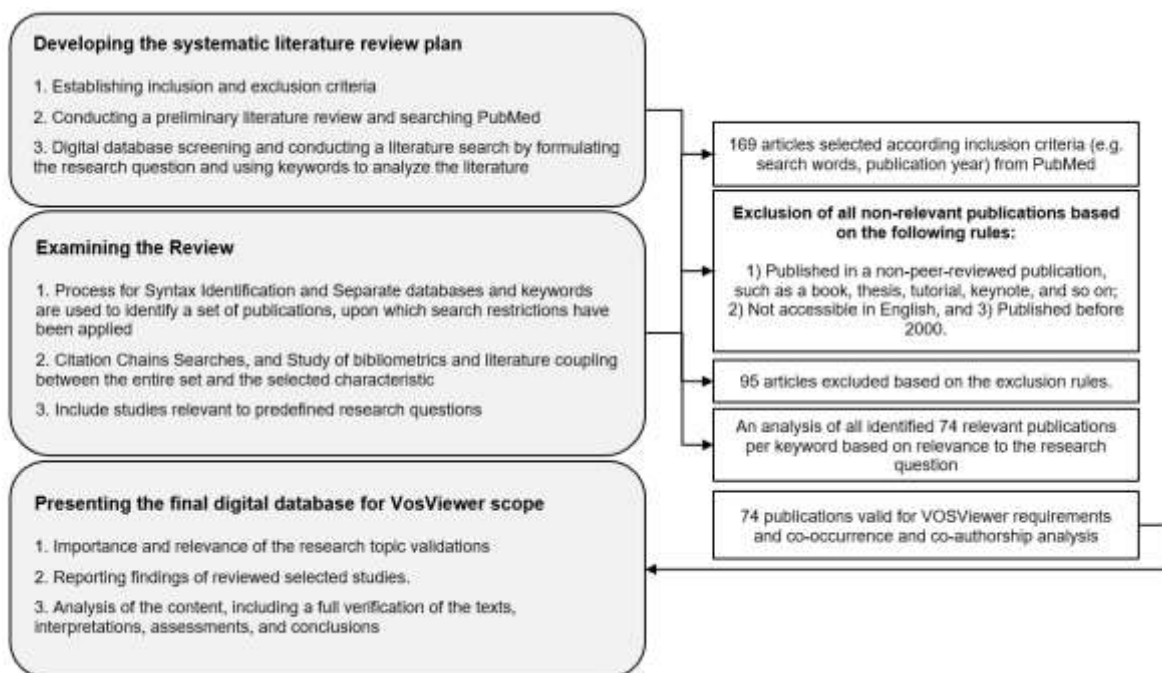 Developing the systematic literature review plan
1. Establishing inclusion and exclusion criteria
2. Conducting a preliminary literature review and searching PubMed
3. Digital database screening and conducting a literature search by formulating
the research question and using keywords to analyze the literature
Examining the Review
1. Process for Syntax Identification and Separate databases and keywords
are used to identify a set of publications, upon which search restrictions have
been applied
2. Citation Chains Searches, and Study of bibliometrics and literature coupling
between the entire set and the selected characteristic
3. Include studies relevant to predefined research questions
Presenting the final digital database for VosViewer scope
1. Importance and relevance of the research topic validations
2. Reporting findings of reviewed selected studies.
3. Analysis of the content, including a full verification of the texts,
interpretations, assessments, and conclusions
169 articles selected according inclusion criteria (e.g.
search words, publication year) from PubMed
Exclusion of all non-relevant publications based
on the following rules:
1) Published in a non-peer-reviewed publication,
such as a book, thesis, tutorial, keynote, and so on;
2) Not accessible in English, and 3) Published before
2000.
95 articles excluded based on the exclusion rules.
An analysis of all identified 74 relevant publications
per keyword based on relevance to the research
question
74 publications valid for VOSViewer requirements
and co-occurrence and co-authorship analysis